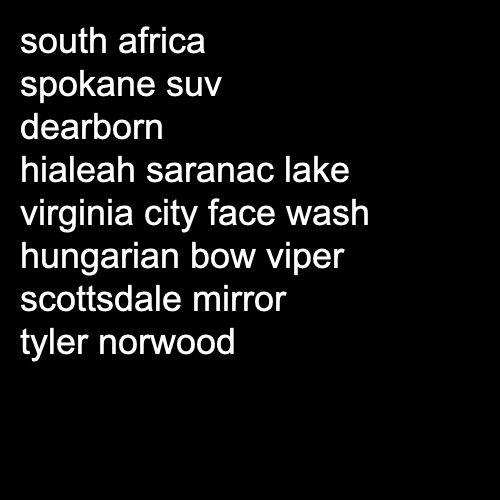 south africa
spokane suv
dearborn
hialeah saranac lake
virginia city face wash
hungarian bow viper
scottsdale mirror
tyler norwood